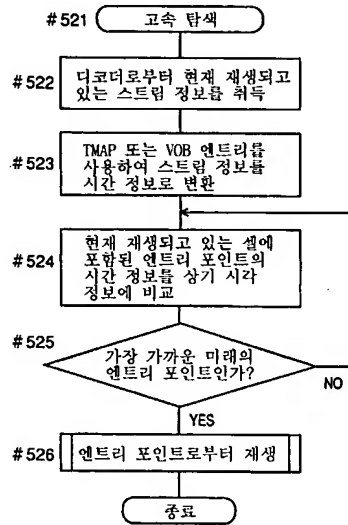 #521 고속 탐색
#522 디코더로부터 현재 재생되고
있는 스트림 정보를 취득
#523 TMAP 또는 VOB 엔트리를
사용하여 스트림 정보를
시간 정보로 변환
#524 현재 재생되고 있는 셀에
포함된 엔트리 포인트의
시간 정보를 상기 시각
정보에 비교
#525 가장 가까운 미래의
엔트리 포인트인가?
NO
YES
#526 엔트리 포인트로부터 재생
종료